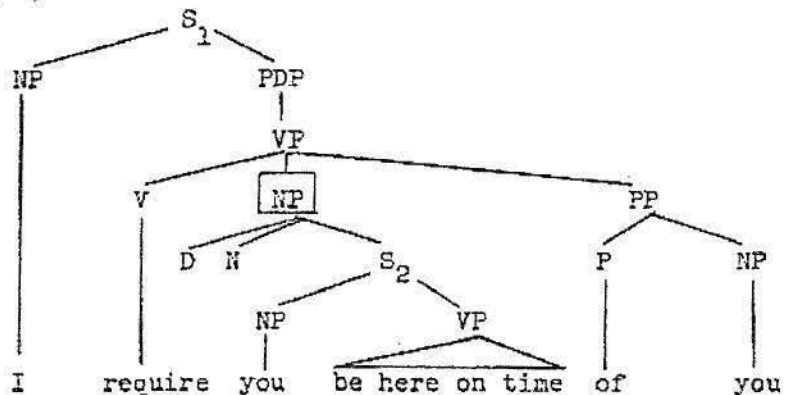 S1
NP PDP
VP
V NP PP
D N S2 P NP
NP VP
I require you be here on time of you